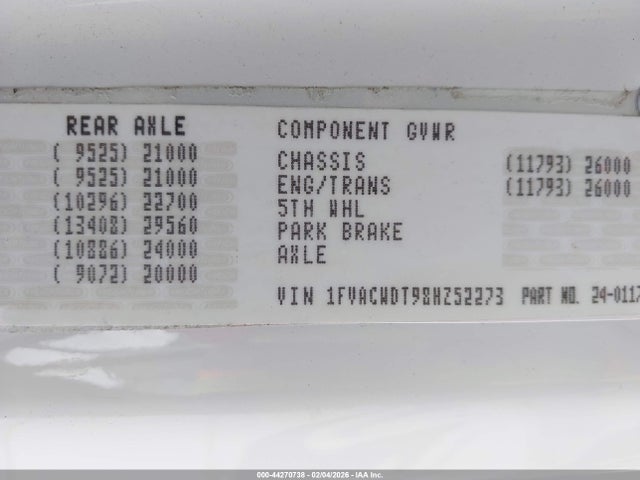 REAR AXLE
( 9525) 21000
( 9525) 21000
(10296) 22700
(13408) 29560
(10886) 24000
( 9072) 20000
COMPONENT GVWR
CHASSIS (11793) 26000
ENG/TRANS (11793) 26000
5TH WHL
PARK BRAKE
AXLE
VIN 1FVACWDT98HZ52273 PART NO. 24-0117
000-44270738 - 02/04/2026 - IAA Inc.